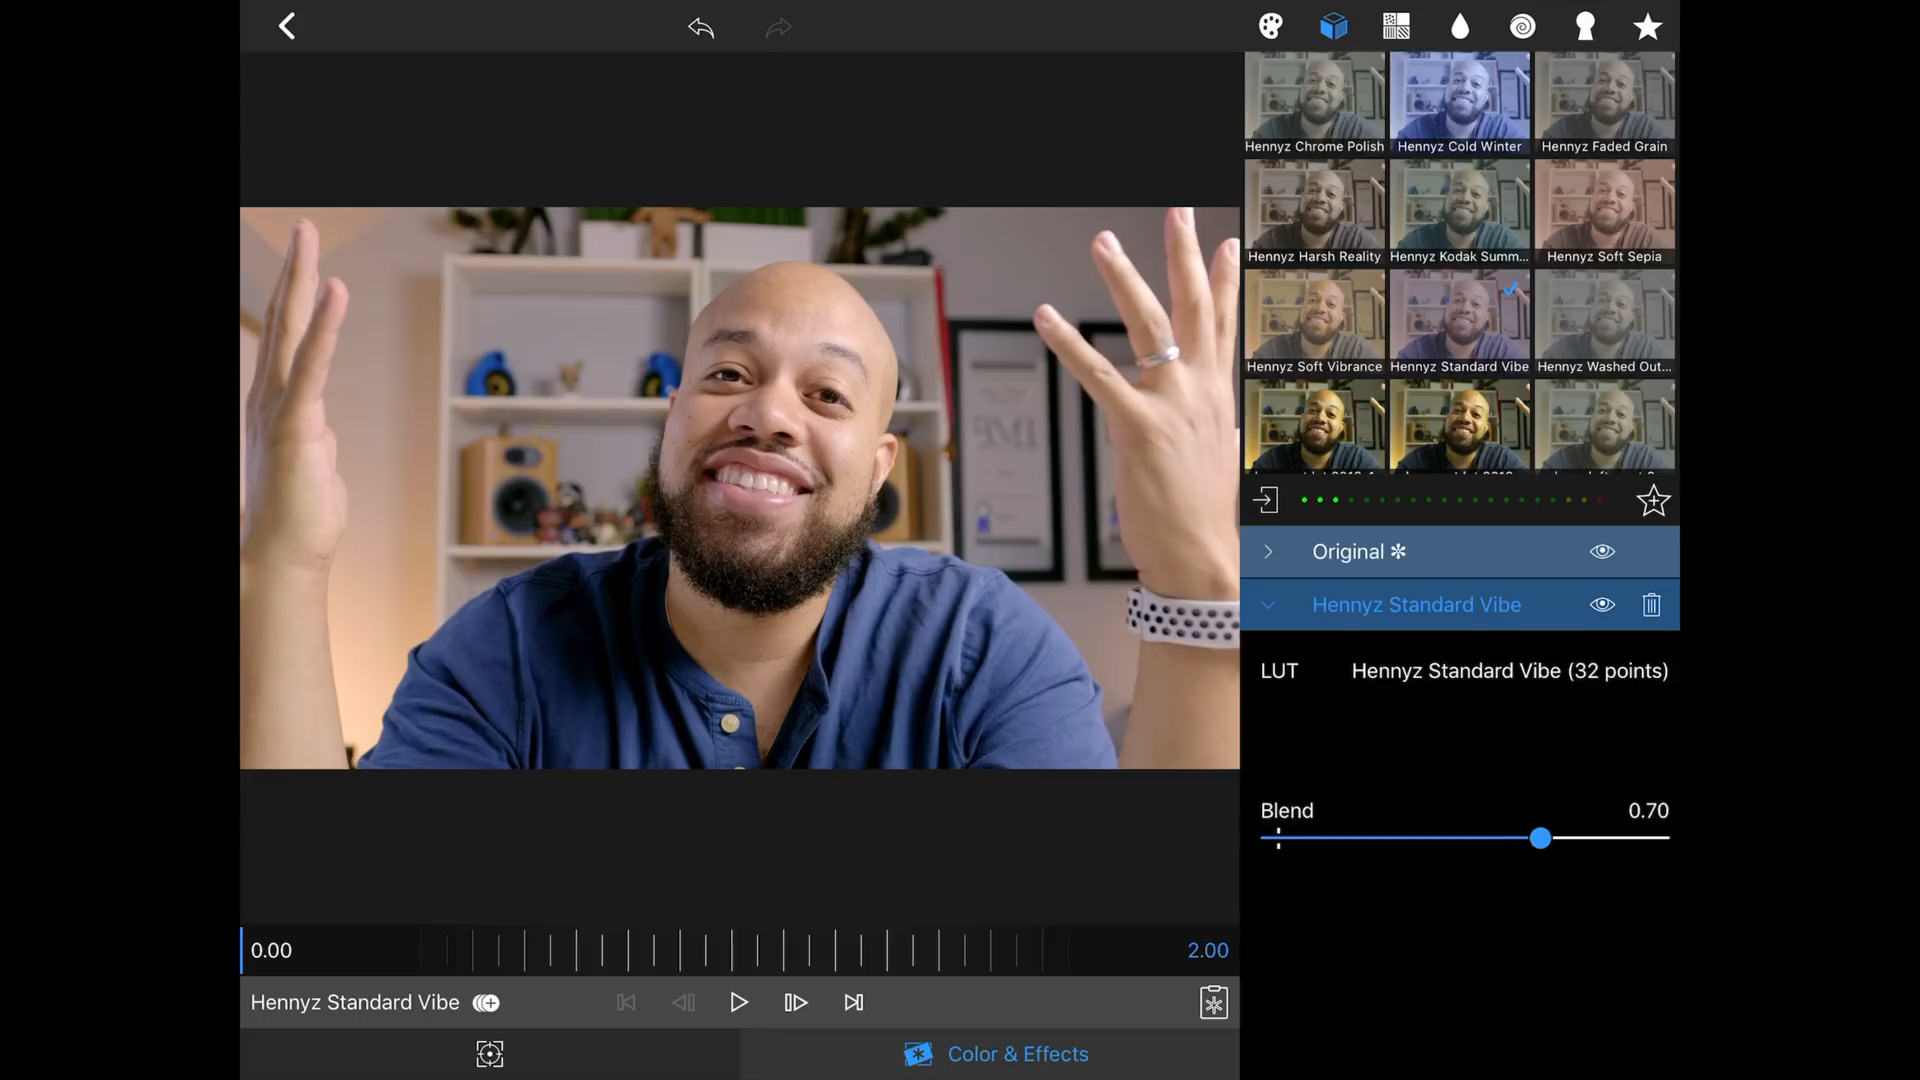 Hennyz Chrome Polish
Hennyz Cold Winter
Hennyz Faded Grain
Hennyz Harsh Reality
Hennyz Kodak Summ...
Hennyz Soft Sepia
Hennyz Soft Vibrance
Hennyz Standard Vibe
Hennyz Washed Out...
Original ✼
Hennyz Standard Vibe
LUT
Hennyz Standard Vibe (32 points)
Blend
0.70
0.00
2.00
Hennyz Standard Vibe
Color & Effects